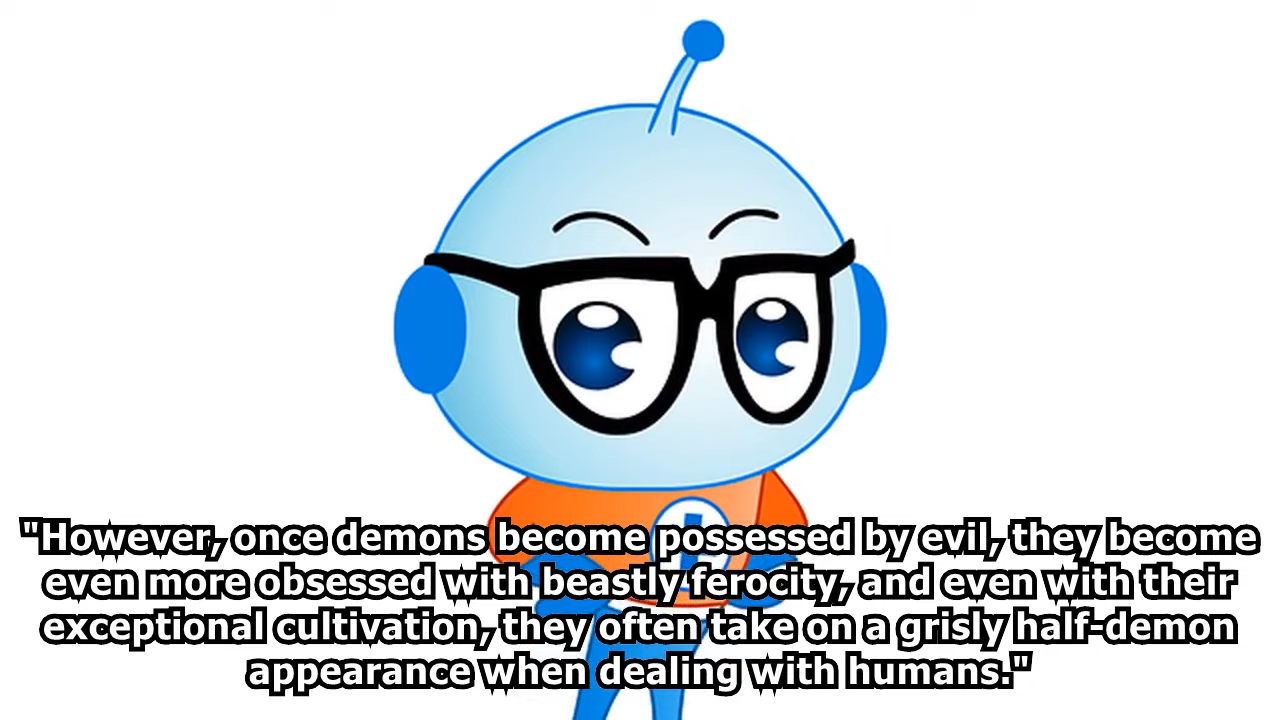 "However, once demons become possessed by evil, they become
even more obsessed with beastly ferocity, and even with their
exceptional cultivation, they often take on a grisly half-demon
appearance when dealing with humans."